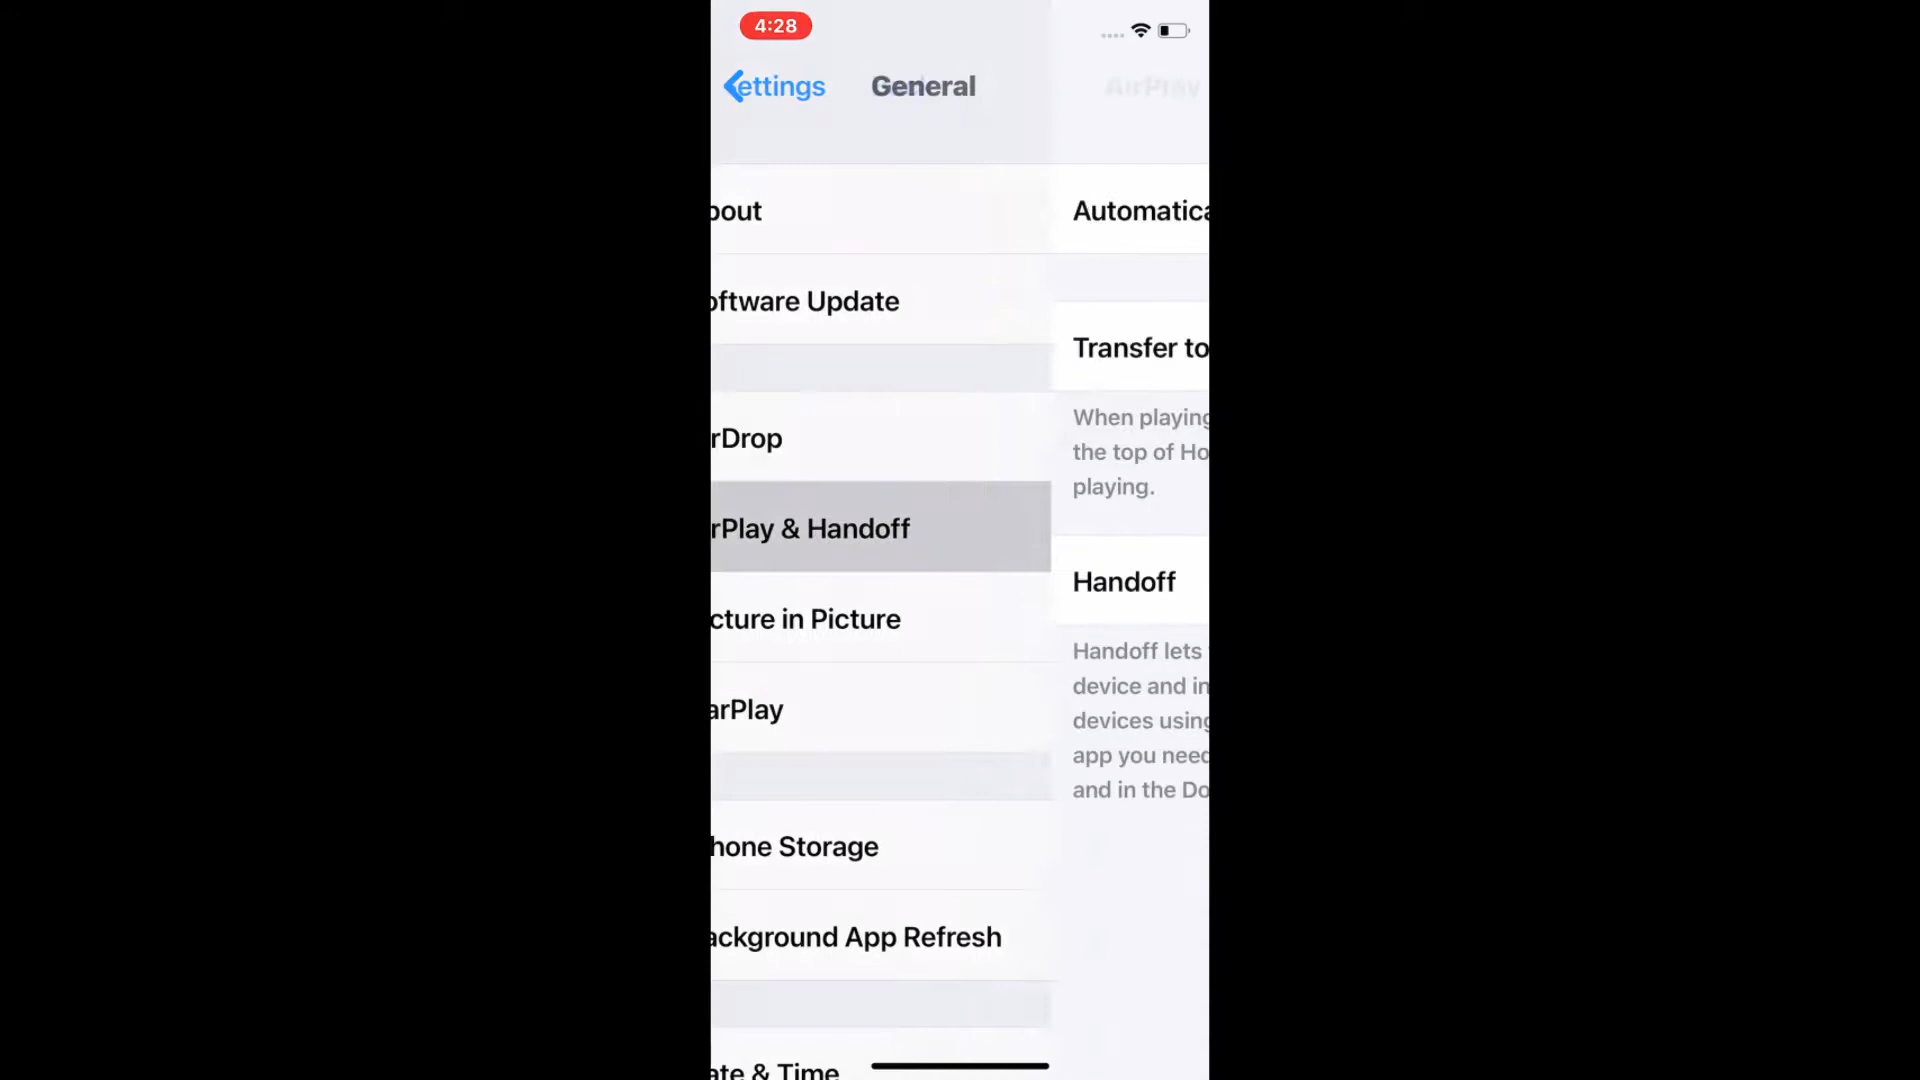 4:28
ettings
General
AirPlay
bout
oftware Update
rDrop
rPlay & Handoff
cture in Picture
arPlay
hone Storage
ackground App Refresh
ate & Time
Automatica
Transfer to
When playing
the top of Ho
playing.
Handoff
Handoff lets
device and in
devices using
app you need
and in the Do